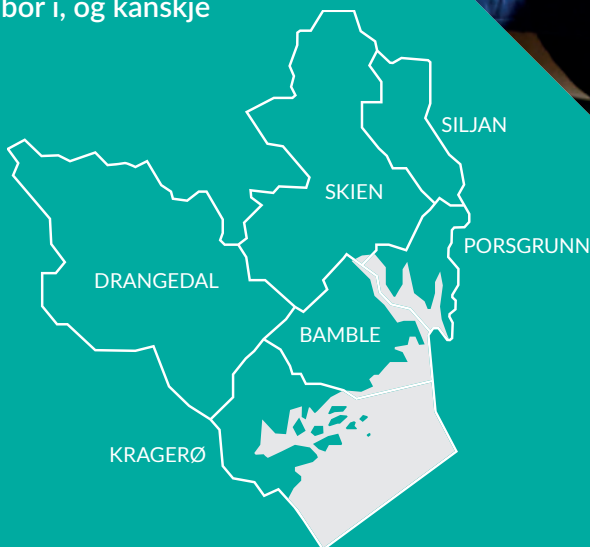 bor i, og kanskje
SILJAN
SKIEN
PORSGRUNN
DRANGEDAL
BAMBLE
KRAGERØ